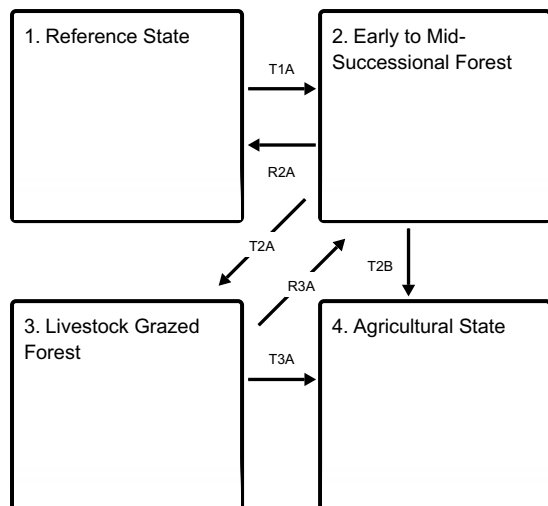 1. Reference State
2. Early to Mid-
Successional Forest
T1A
R2A
T2A
R3A
T2B
3. Livestock Grazed
Forest
4. Agricultural State
T3A